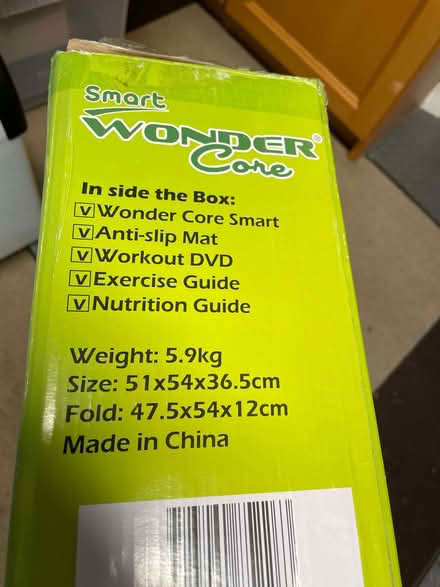 Smart
WONDER®
Core
In side the Box:
☑Wonder Core Smart
☑Anti-slip Mat
☑Workout DVD
☑Exercise Guide
☑Nutrition Guide
Weight: 5.9kg
Size: 51x54x36.5cm
Fold: 47.5x54x12cm
Made in China